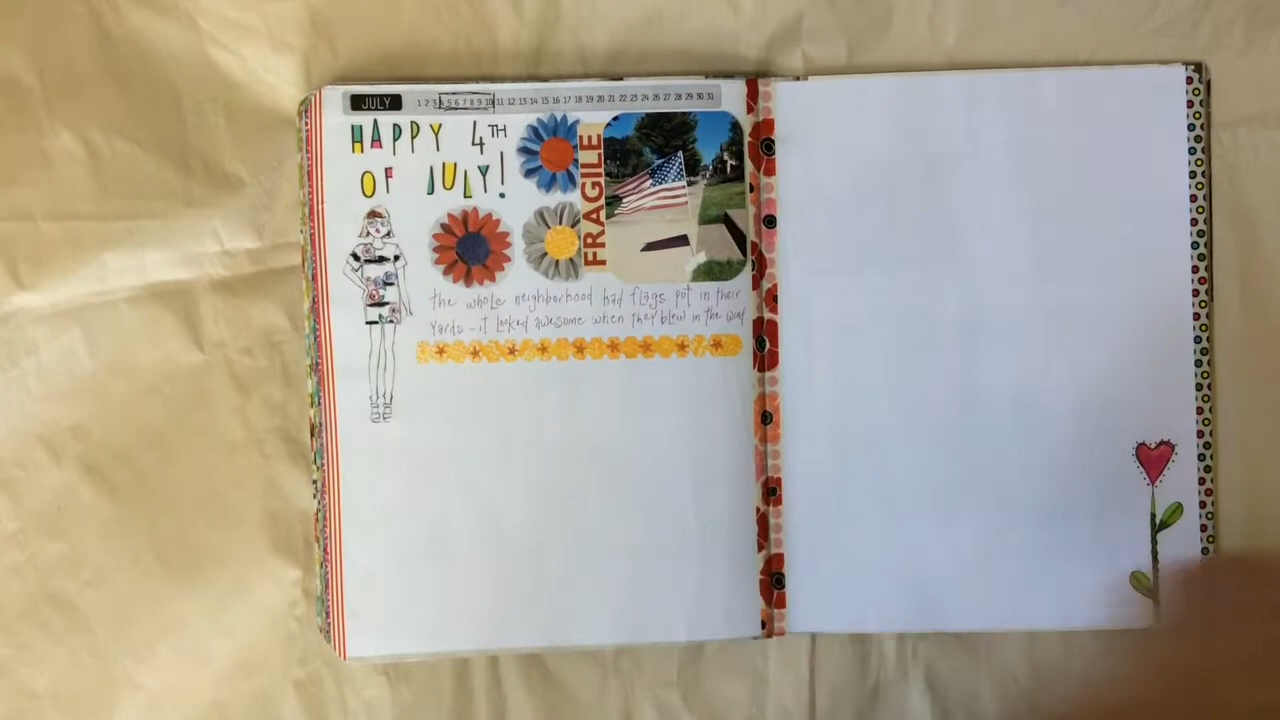 JULY 1 2 3 4 5 6 7 8 9 10 11 12 13 14 15 16 17 18 19 20 21 22 23 24 25 26 27 28 29 30 31
HAPPY 4TH
OF JULY!
FRAGILE
the whole neighborhood had flags put in their
yards - it looked awesome when they blew in the wind